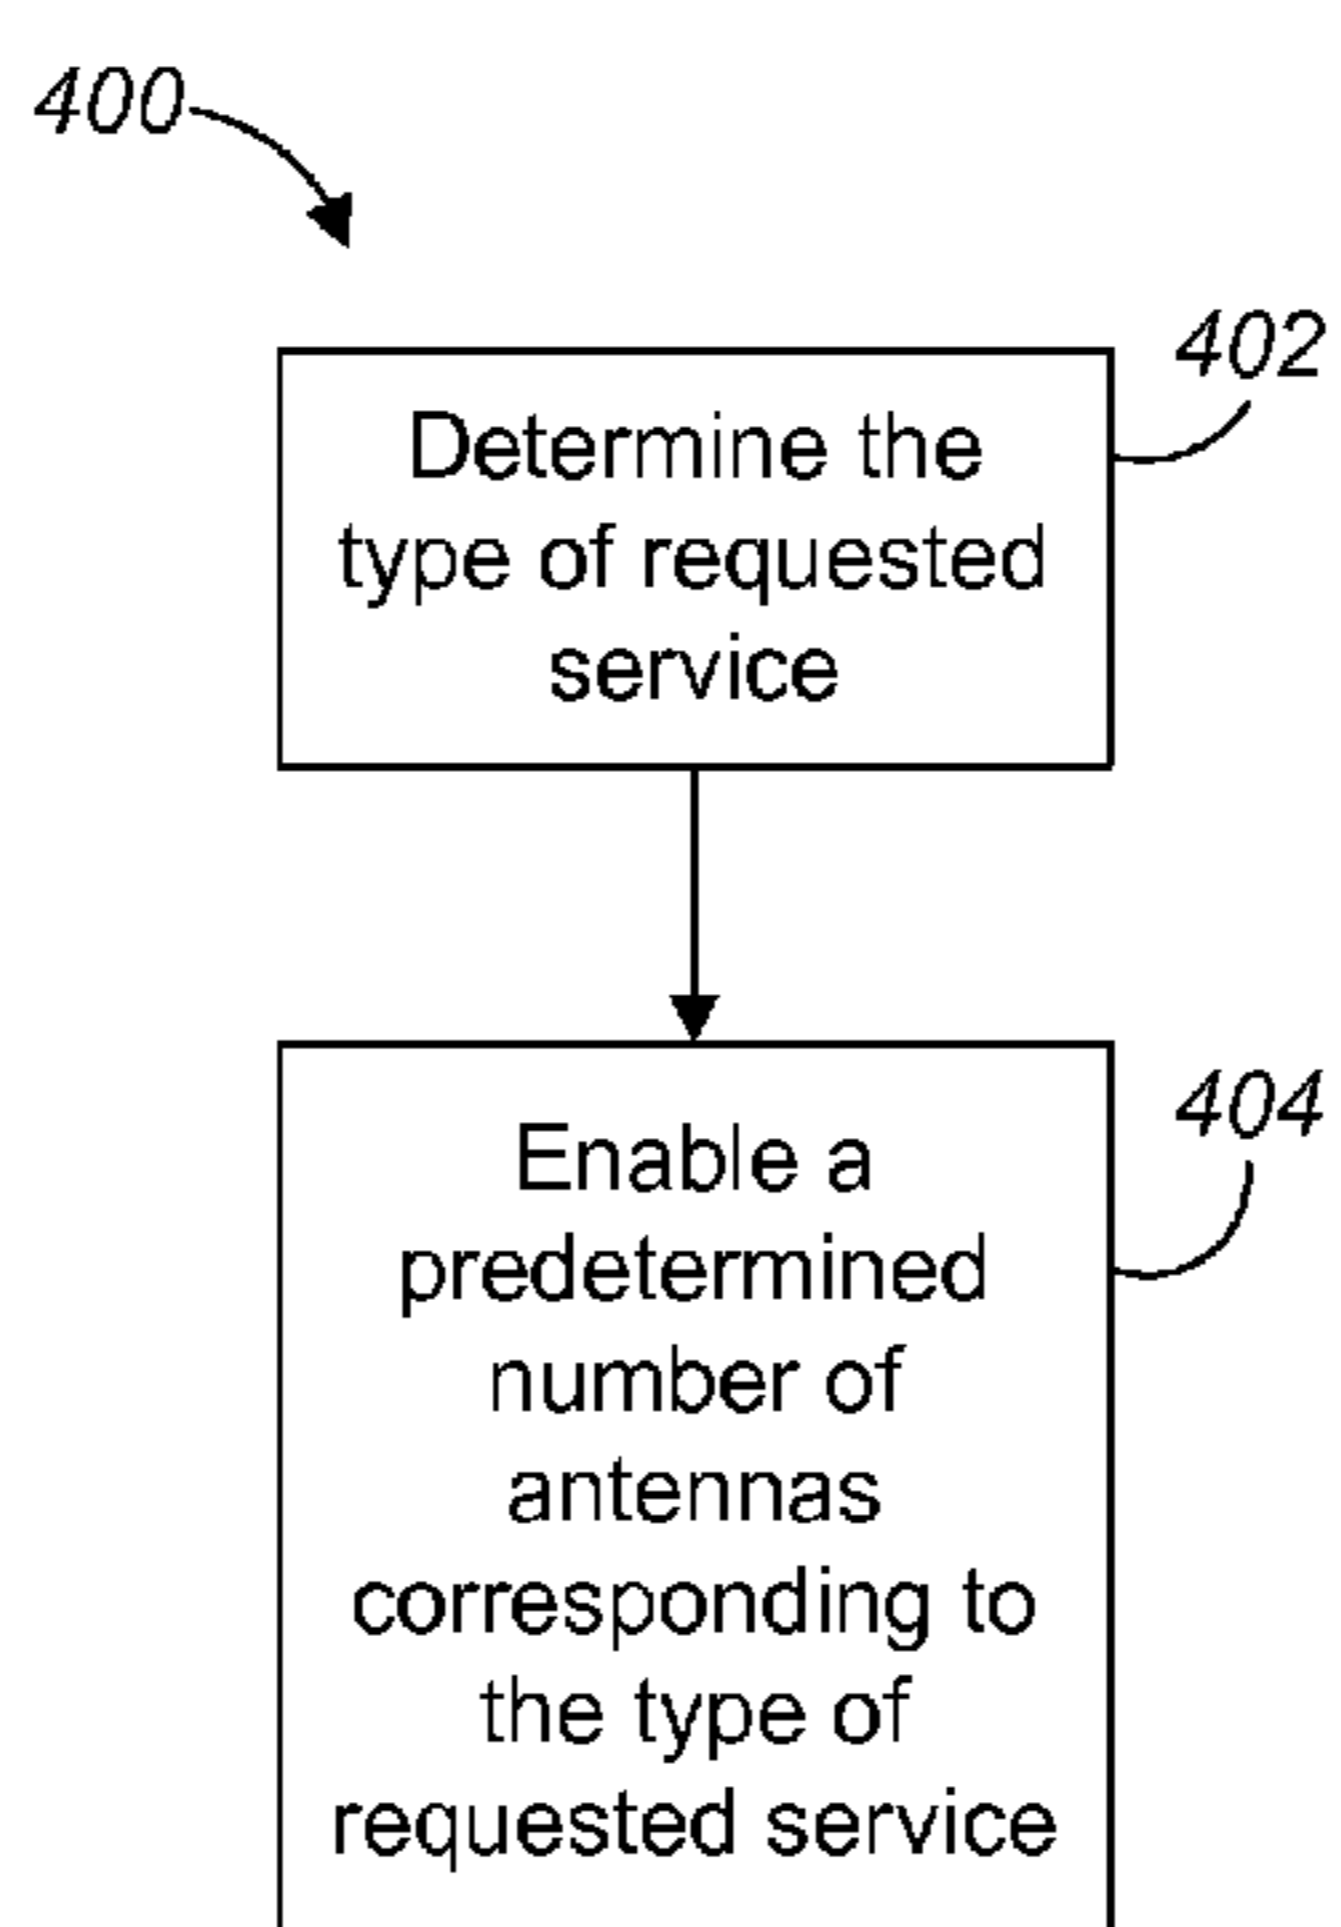 400
402
Determine the
type of requested
service
404
Enable a
predetermined
number of
antennas
corresponding to
the type of
requested service